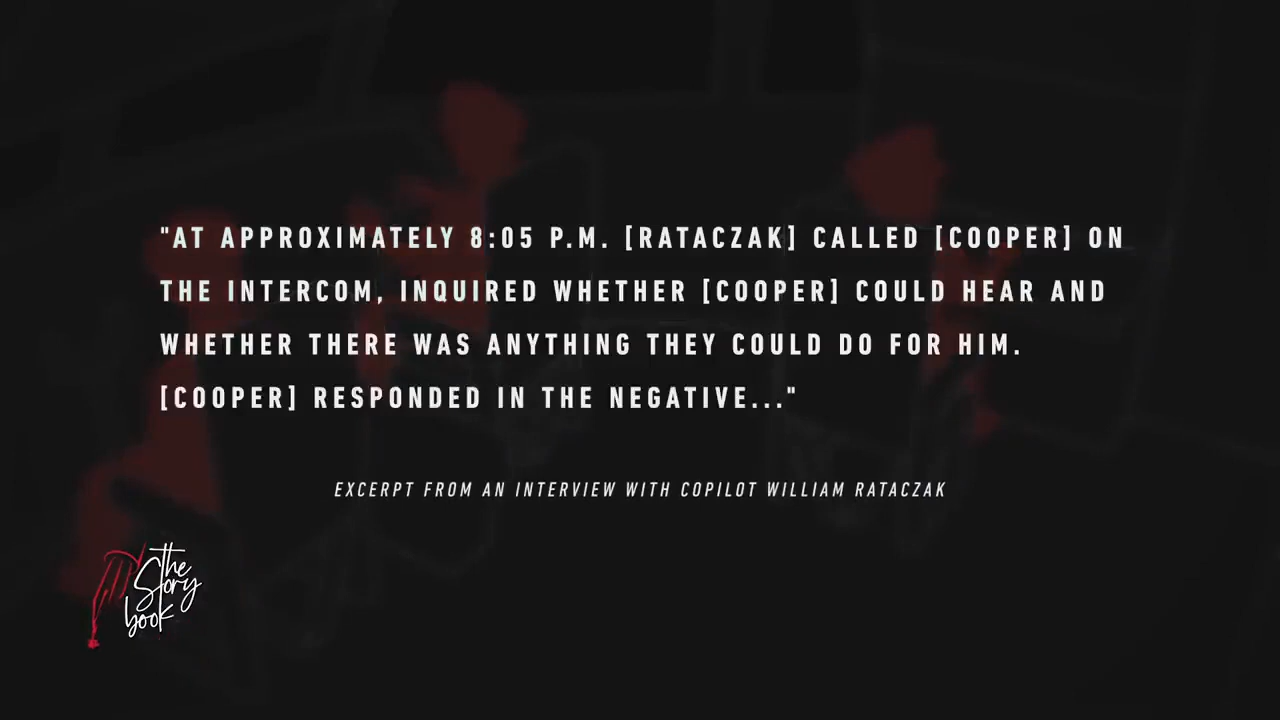 "AT APPROXIMATELY 8:05 P.M. [RATACZAK] CALLED [COOPER] ON
THE INTERCOM, INQUIRED WHETHER [COOPER] COULD HEAR AND
WHETHER THERE WAS ANYTHING THEY COULD DO FOR HIM.
[COOPER] RESPONDED IN THE NEGATIVE..."
EXCERPT FROM AN INTERVIEW WITH COPILOT WILLIAM RATACZAK
the
Story
book